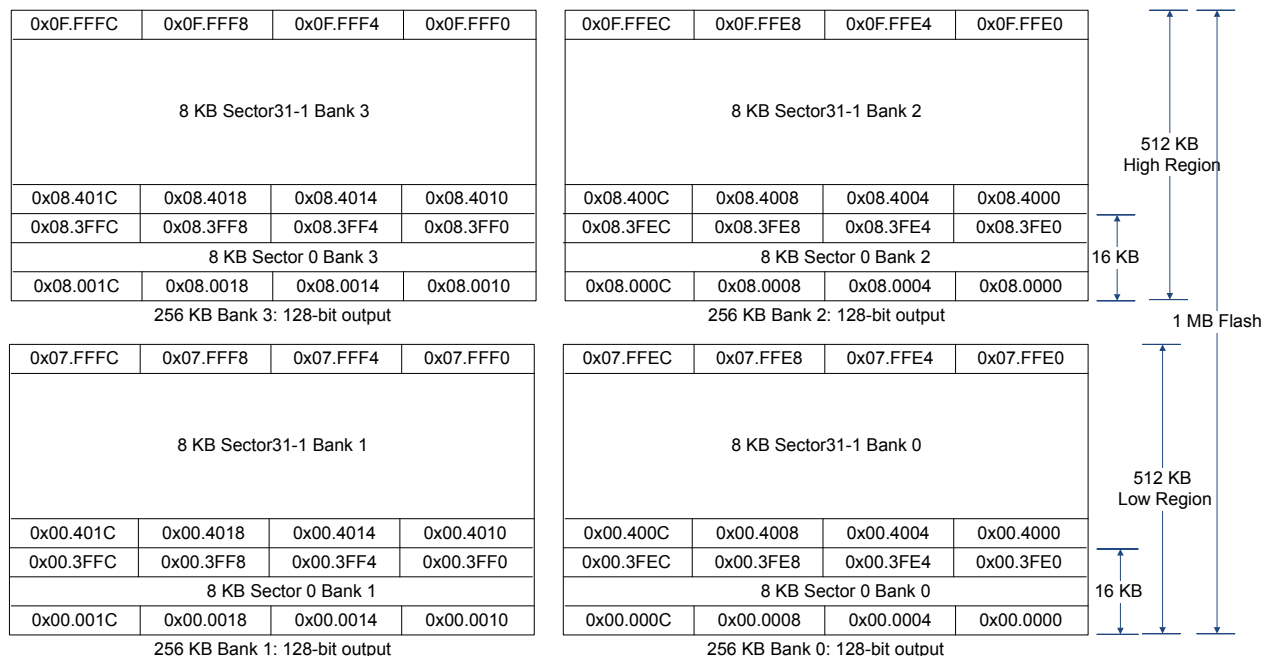 0x0F.FFFC 0x0F.FFF8 0x0F.FFF4 0x0F.FFF0
8 KB Sector31-1 Bank 3
0x08.401C 0x08.4018 0x08.4014 0x08.4010
0x08.3FFC 0x08.3FF8 0x08.3FF4 0x08.3FF0
8 KB Sector 0 Bank 3
0x08.001C 0x08.0018 0x08.0014 0x08.0010
256 KB Bank 3: 128-bit output
0x0F.FFEC 0x0F.FFE8 0x0F.FFE4 0x0F.FFE0
8 KB Sector31-1 Bank 2
0x08.400C 0x08.4008 0x08.4004 0x08.4000
0x08.3FEC 0x08.3FE8 0x08.3FE4 0x08.3FE0
8 KB Sector 0 Bank 2
0x08.000C 0x08.0008 0x08.0004 0x08.0000
256 KB Bank 2: 128-bit output
512 KB
High Region
16 KB
1 MB Flash
0x07.FFFC 0x07.FFF8 0x07.FFF4 0x07.FFF0
8 KB Sector31-1 Bank 1
0x00.401C 0x00.4018 0x00.4014 0x00.4010
0x00.3FFC 0x00.3FF8 0x00.3FF4 0x00.3FF0
8 KB Sector 0 Bank 1
0x00.001C 0x00.0018 0x00.0014 0x00.0010
256 KB Bank 1: 128-bit output
0x07.FFEC 0x07.FFE8 0x07.FFE4 0x07.FFE0
8 KB Sector31-1 Bank 0
0x00.400C 0x00.4008 0x00.4004 0x00.4000
0x00.3FEC 0x00.3FE8 0x00.3FE4 0x00.3FE0
8 KB Sector 0 Bank 0
0x00.000C 0x00.0008 0x00.0004 0x00.0000
256 KB Bank 0: 128-bit output
512 KB
Low Region
16 KB